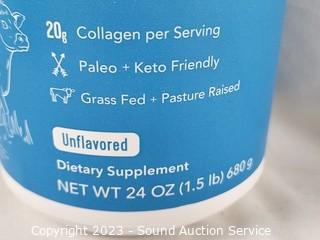 20g Collagen per Serving
Paleo + Keto Friendly
Grass Fed + Pasture Raised
Unflavored
Dietary Supplement
NET WT 24 OZ (1.5 lb) 680 g
Copyright 2023 - Sound Auction Service